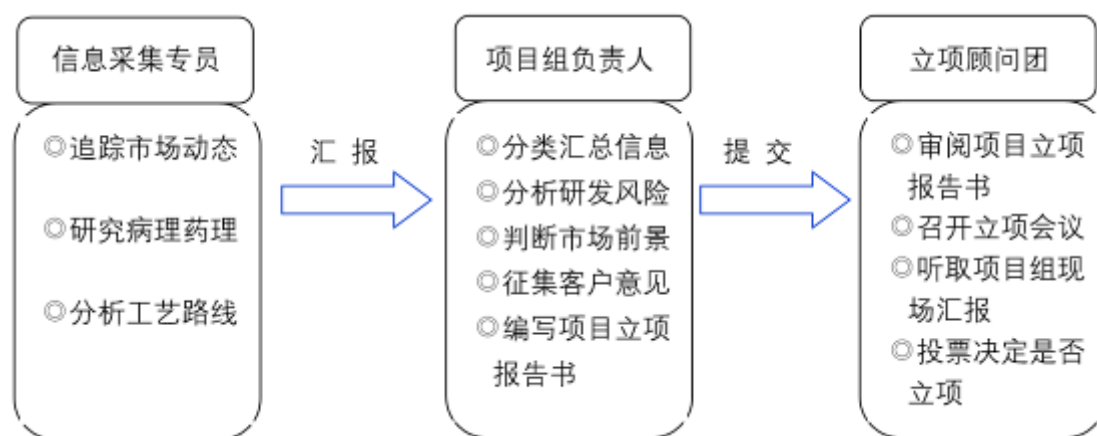 信息采集专员
◎追踪市场动态
◎研究病理药理
◎分析工艺路线
汇 报
项目组负责人
◎分类汇总信息
◎分析研发风险
◎判断市场前景
◎征集客户意见
◎编写项目立项
报告书
提 交
立项顾问团
◎审阅项目立项
报告书
◎召开立项会议
◎听取项目组现
场汇报
◎投票决定是否
立项